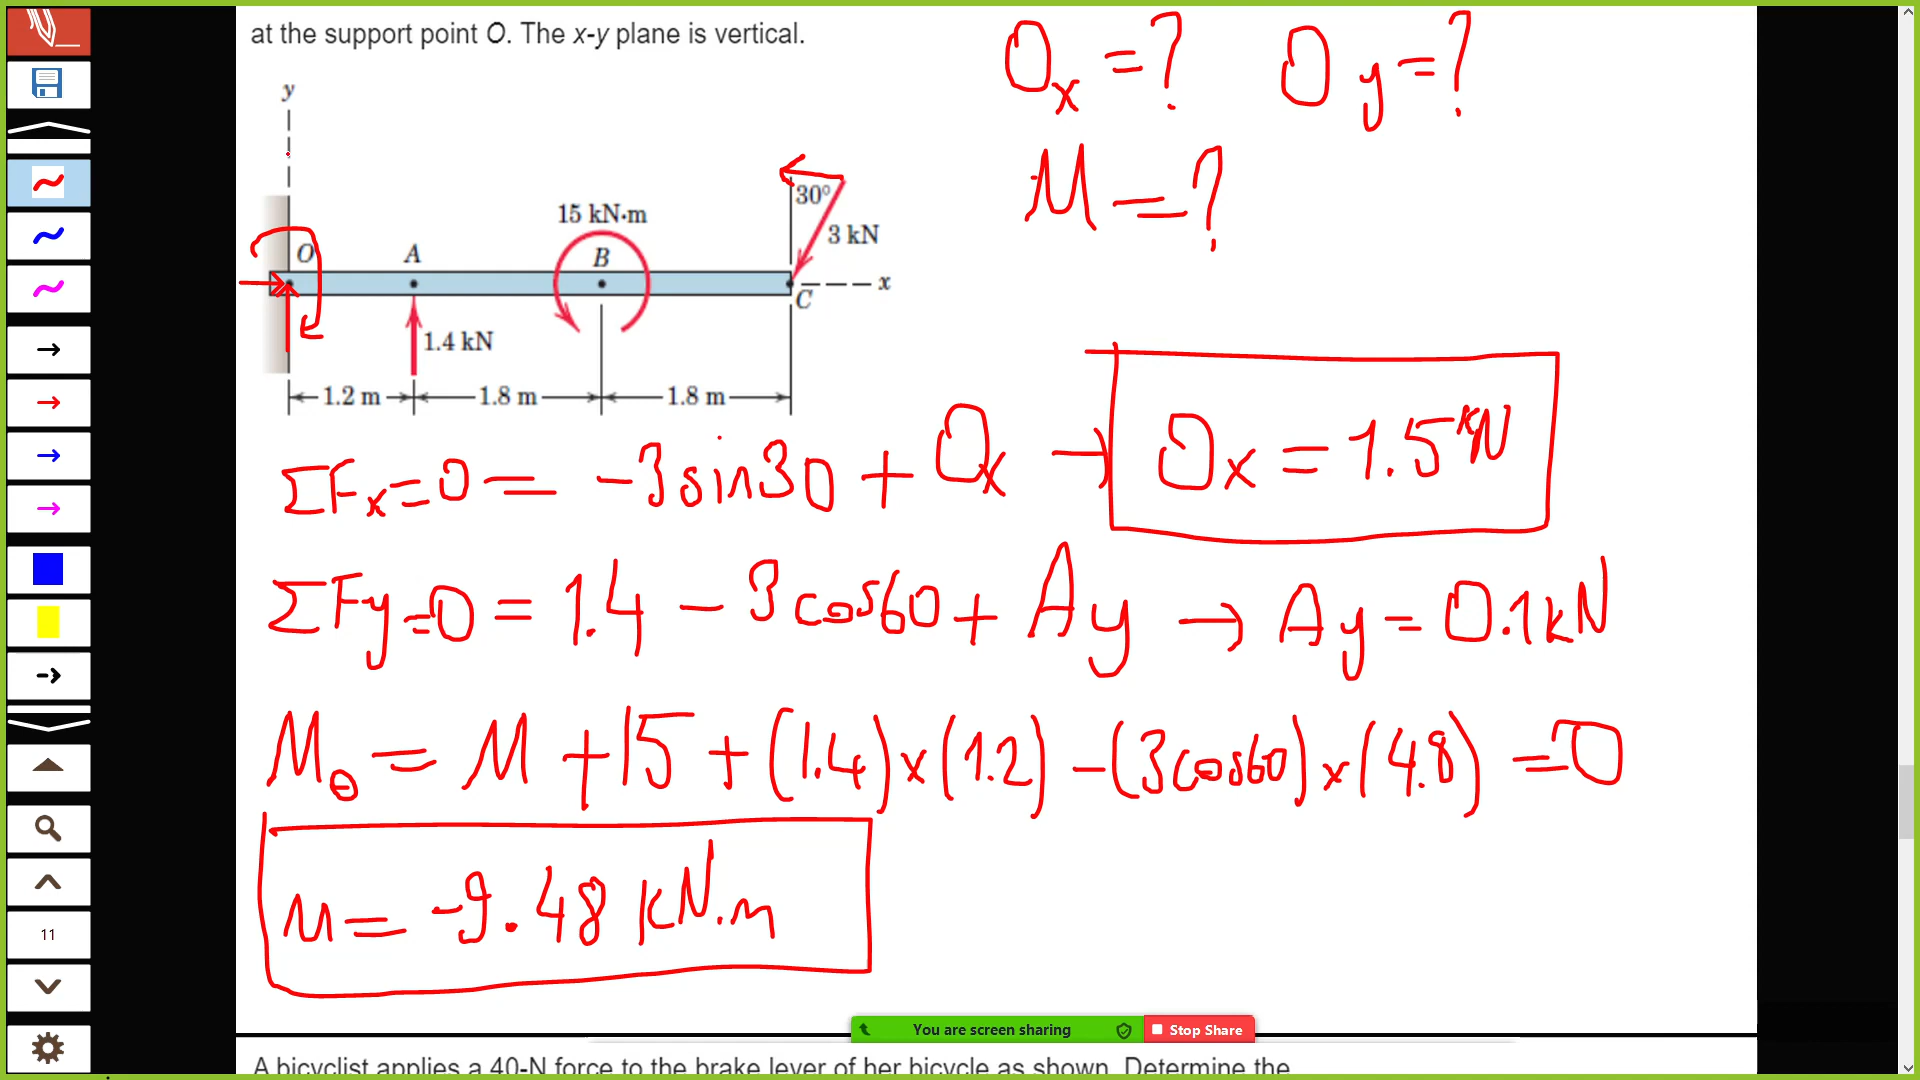 at the support point O. The x-y plane is vertical.
Ox = ? Oy = ?
M = ?
y
30°
15 kN·m
3 kN
O A B
x
C
1.4 kN
1.2 m 1.8 m 1.8 m
ΣFx=0 = -3sin30 + Ox → Ox = 1.5 kN
ΣFy=0 = 1.4 - 3cos60 + Ay → Ay = 0.1kN
Mo = M + 15 + (1.4)x(1.2) - (3cos60)x(4.8) = 0
M = -9.48 kN.m
11
You are screen sharing Stop Share
A bicyclist applies a 40-N force to the brake lever of her bicycle as shown. Determine the